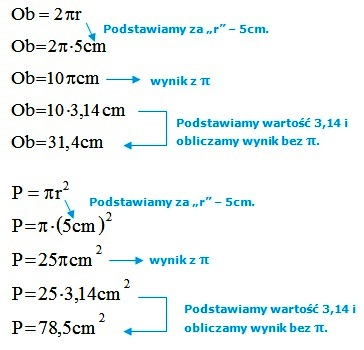 Ob = 2πr
Podstawiamy za „r” – 5cm.
Ob=2π·5cm
Ob=10πcm
wynik z π
Ob=10·3,14cm
Podstawiamy wartość 3,14 i
obliczamy wynik bez π.
Ob=31,4cm
P = πr²
Podstawiamy za „r” – 5cm.
P=π·(5cm)²
P=25πcm²
wynik z π
P=25·3,14cm²
Podstawiamy wartość 3,14 i
obliczamy wynik bez π.
P=78,5cm²